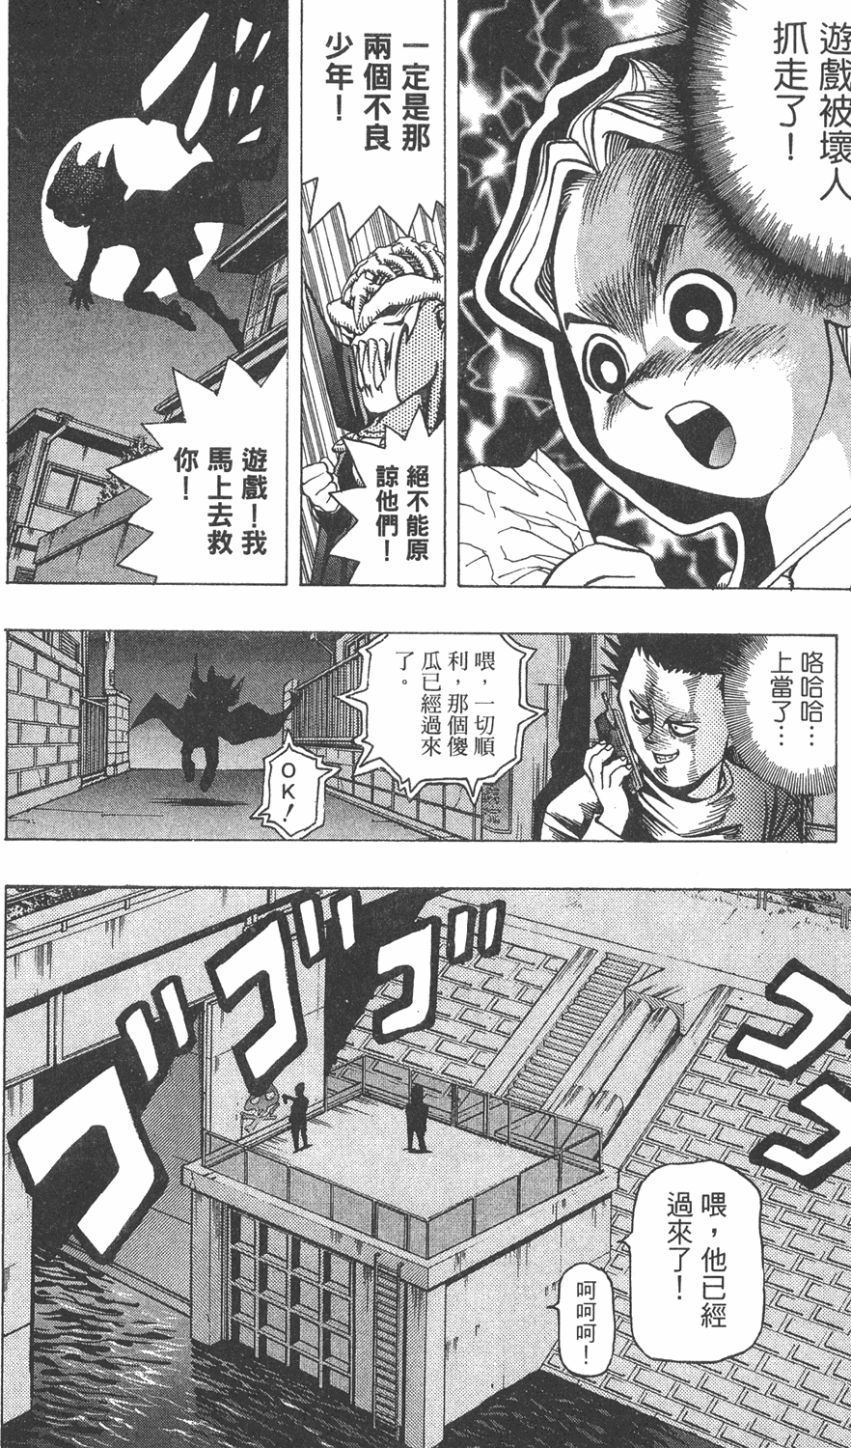 遊戲被壞人
抓走了！
一定是那
兩個不良
少年！
絕不能原
諒他們！
遊戲！我
馬上去救
你！
咯哈哈…
上當了…
喂，一切順
利，那個傻
瓜已經過來
了。
OK！
ゴゴゴゴゴ
喂，他已經
過來了！
呵呵呵！